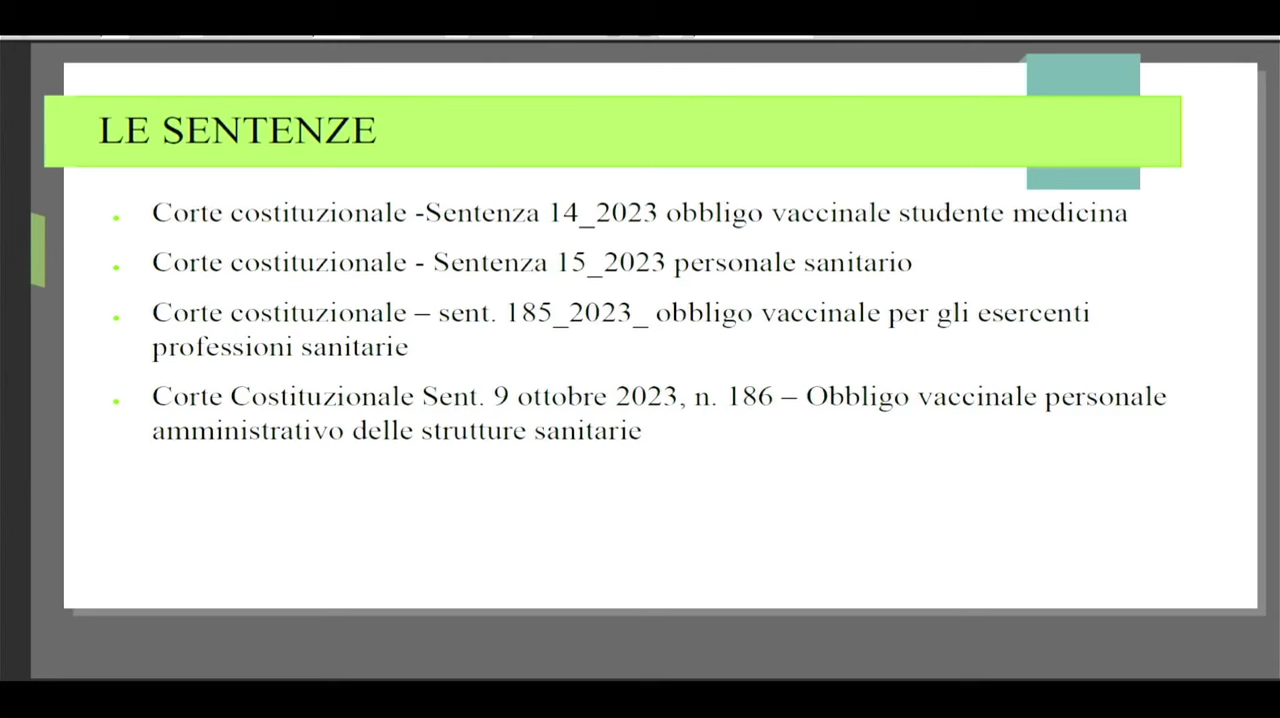 LE SENTENZE
Corte costituzionale -Sentenza 14_2023 obbligo vaccinale studente medicina
Corte costituzionale - Sentenza 15_2023 personale sanitario
Corte costituzionale – sent. 185_2023_ obbligo vaccinale per gli esercenti
professioni sanitarie
Corte Costituzionale Sent. 9 ottobre 2023, n. 186 – Obbligo vaccinale personale
amministrativo delle strutture sanitarie